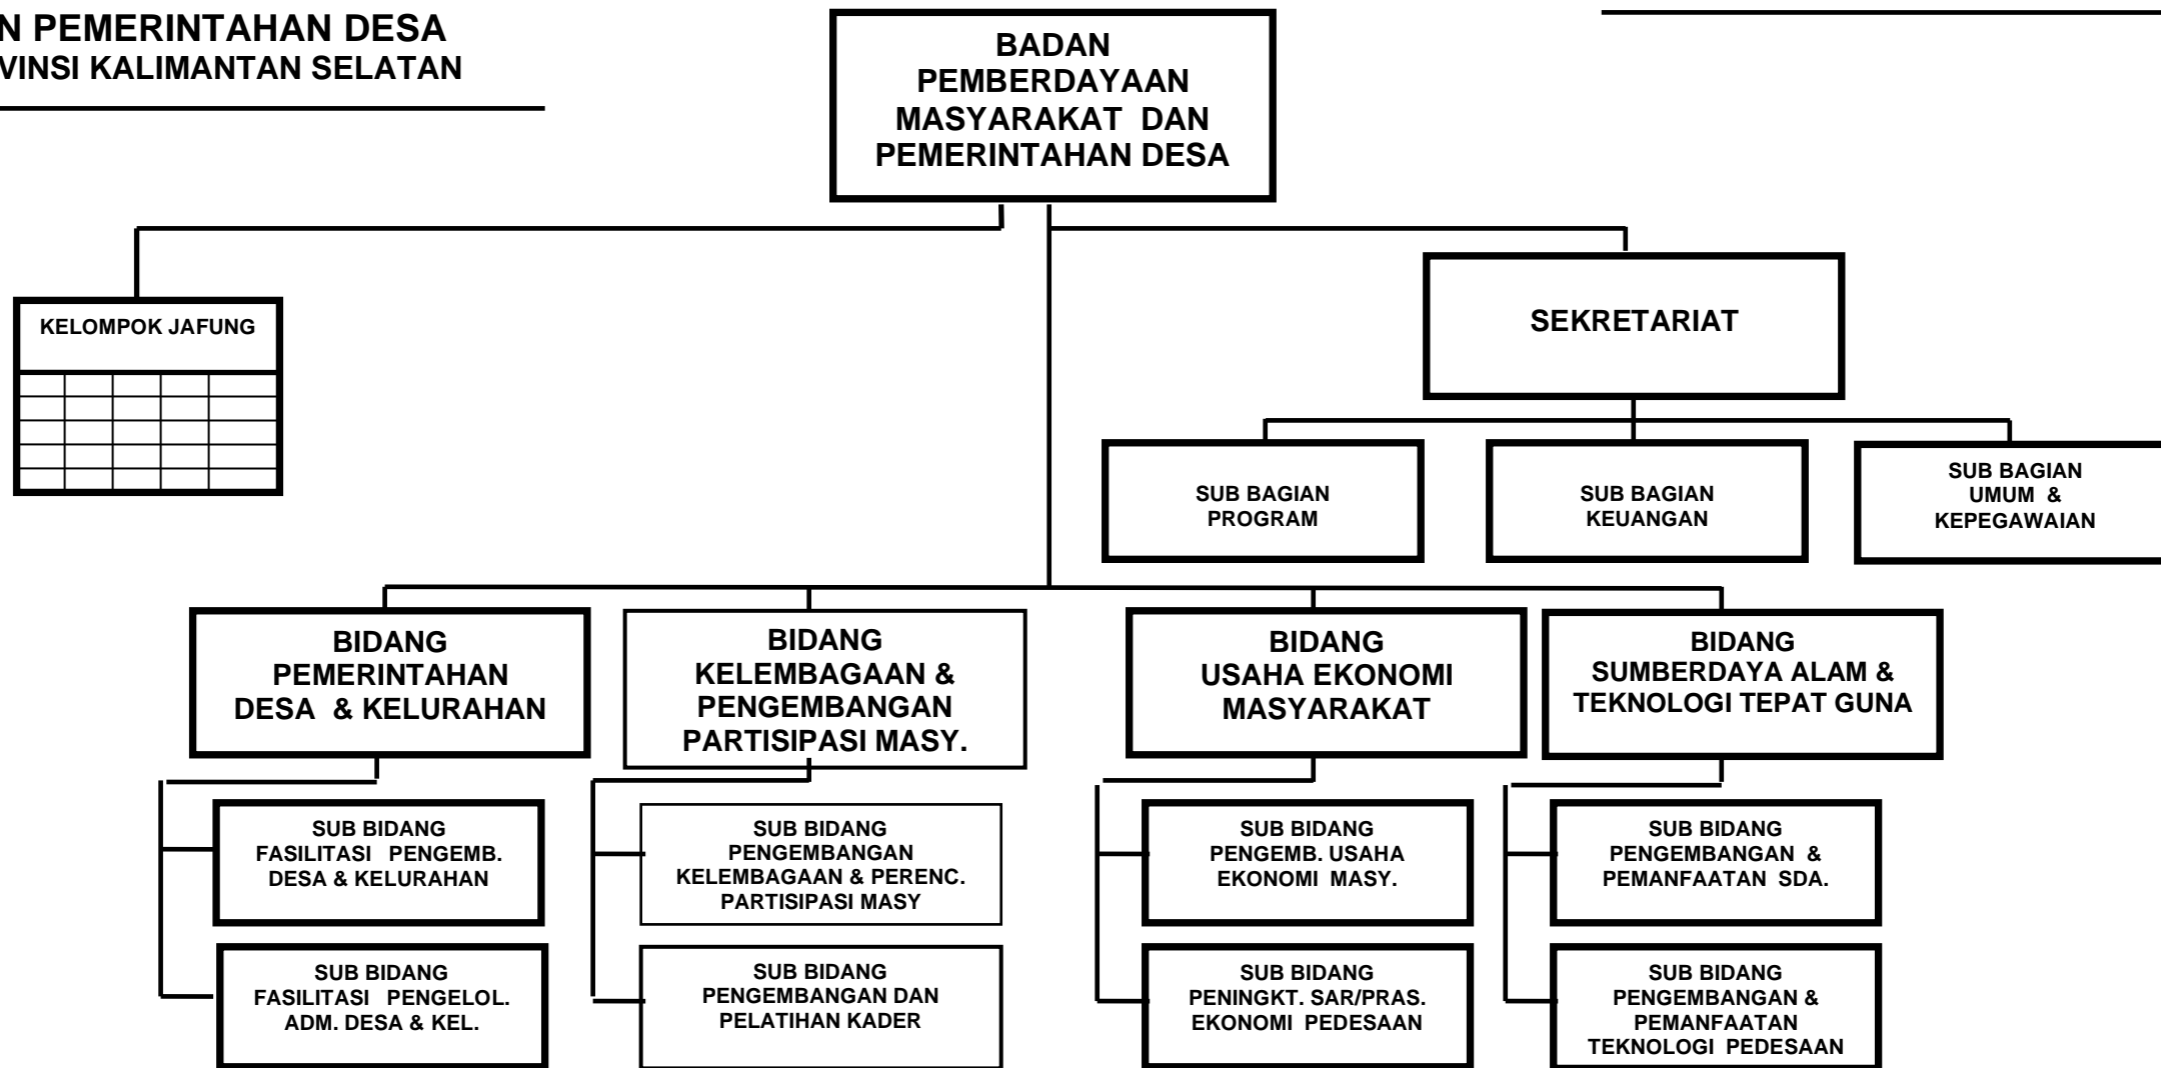 N PEMERINTAHAN DESA
VINSI KALIMANTAN SELATAN
BADAN
PEMBERDAYAAN
MASYARAKAT DAN
PEMERINTAHAN DESA
KELOMPOK JAFUNG
SEKRETARIAT
SUB BAGIAN
PROGRAM
SUB BAGIAN
KEUANGAN
SUB BAGIAN
UMUM &
KEPEGAWAIAN
BIDANG
PEMERINTAHAN
DESA & KELURAHAN
BIDANG
KELEMBAGAAN &
PENGEMBANGAN
PARTISIPASI MASY.
BIDANG
USAHA EKONOMI
MASYARAKAT
BIDANG
SUMBERDAYA ALAM &
TEKNOLOGI TEPAT GUNA
SUB BIDANG
FASILITASI PENGEMB.
DESA & KELURAHAN
SUB BIDANG
PENGEMBANGAN
KELEMBAGAAN & PERENC.
PARTISIPASI MASY
SUB BIDANG
PENGEMB. USAHA
EKONOMI MASY.
SUB BIDANG
PENGEMBANGAN &
PEMANFAATAN SDA.
SUB BIDANG
FASILITASI PENGELOL.
ADM. DESA & KEL.
SUB BIDANG
PENGEMBANGAN DAN
PELATIHAN KADER
SUB BIDANG
PENINGKT. SAR/PRAS.
EKONOMI PEDESAAN
SUB BIDANG
PENGEMBANGAN &
PEMANFAATAN
TEKNOLOGI PEDESAAN